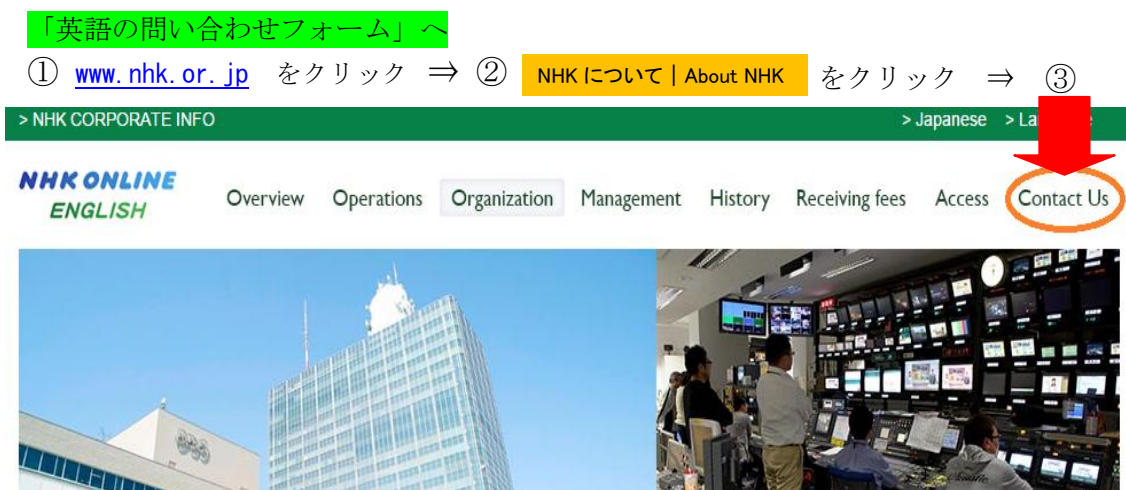 「英語の問い合わせフォーム」へ
① www.nhk.or.jp をクリック ⇒ ② NHKについて | About NHK をクリック ⇒ ③
> NHK CORPORATE INFO > Japanese
NHK ONLINE
ENGLISH
Overview Operations Organization Management History Receiving fees Access Contact Us
NHK